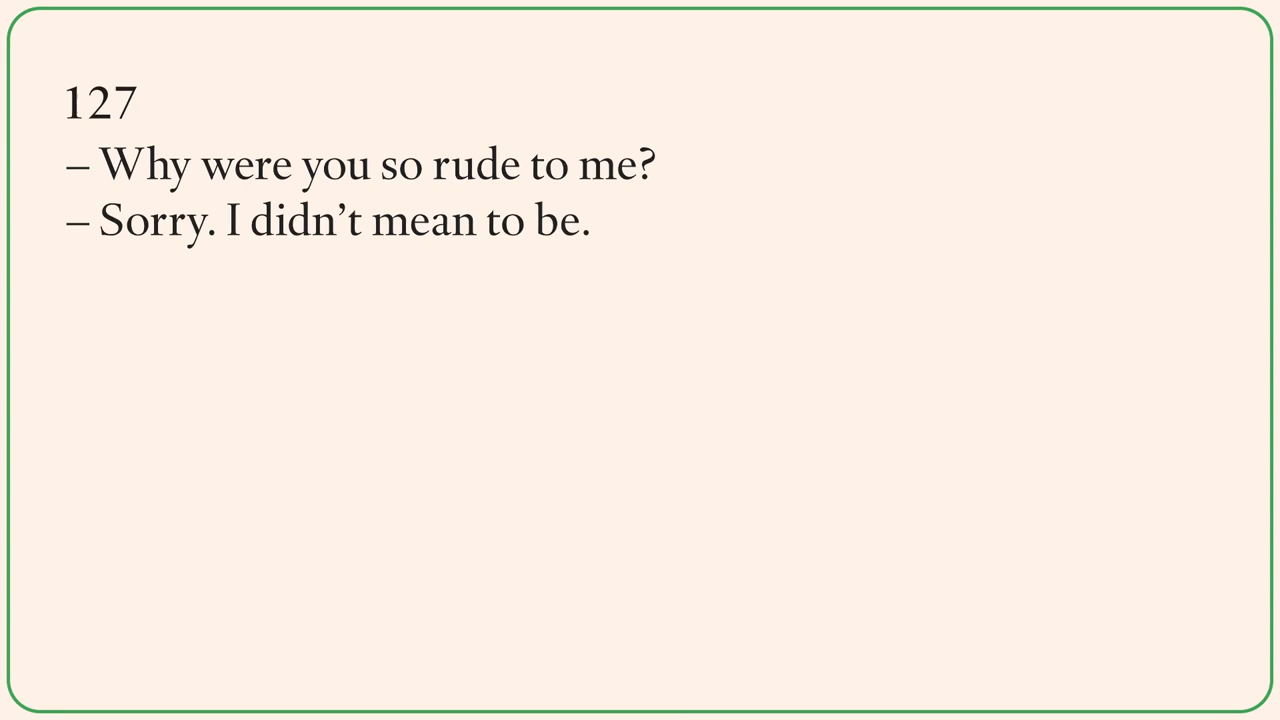 127
– Why were you so rude to me?
– Sorry. I didn’t mean to be.